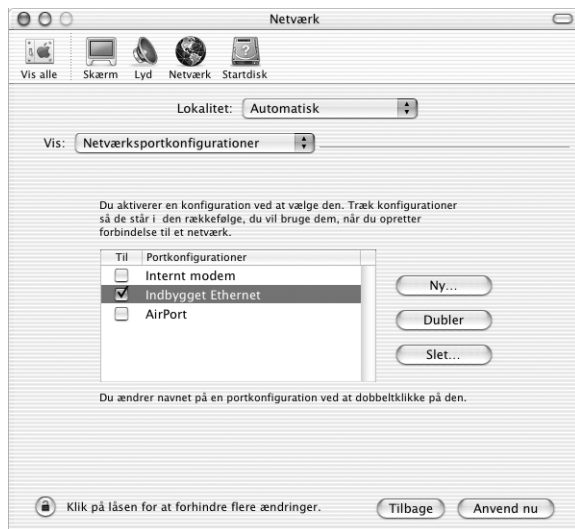 Netværk
Vis alle Skærm Lyd Netværk Startdisk
Lokalitet: Automatisk
Vis: Netværksportkonfigurationer
Du aktiverer en konfiguration ved at vælge den. Træk konfigurationer
så de står i den rækkefølge, du vil bruge dem, når du opretter
forbindelse til et netværk.
Til Portkonfigurationer
Internt modem
Indbygget Ethernet
AirPort
Ny...
Dubler
Slet...
Du ændrer navnet på en portkonfiguration ved at dobbeltklikke på den.
Klik på låsen for at forhindre flere ændringer. Tilbage Anvend nu